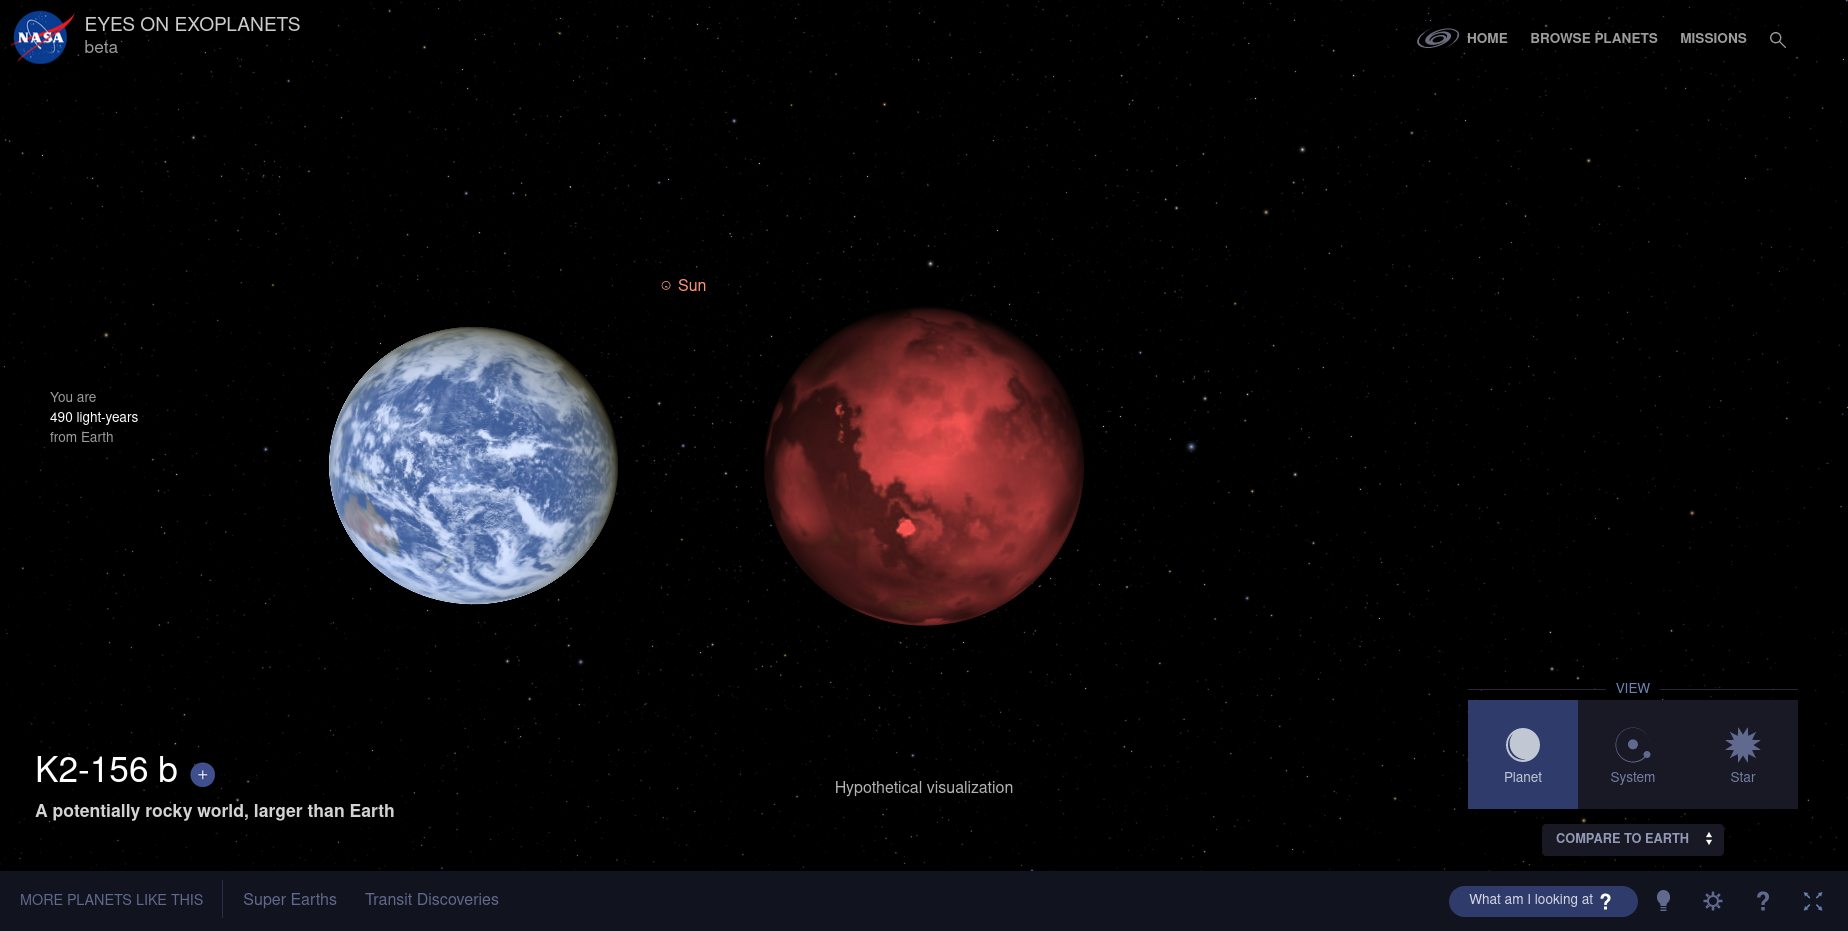 NASA
EYES ON EXOPLANETS
beta
HOME
BROWSE PLANETS
MISSIONS
Sun
You are
490 light-years
from Earth
K2-156 b +
A potentially rocky world, larger than Earth
Hypothetical visualization
VIEW
Planet
System
Star
COMPARE TO EARTH
MORE PLANETS LIKE THIS
Super Earths
Transit Discoveries
What am I looking at ?
?